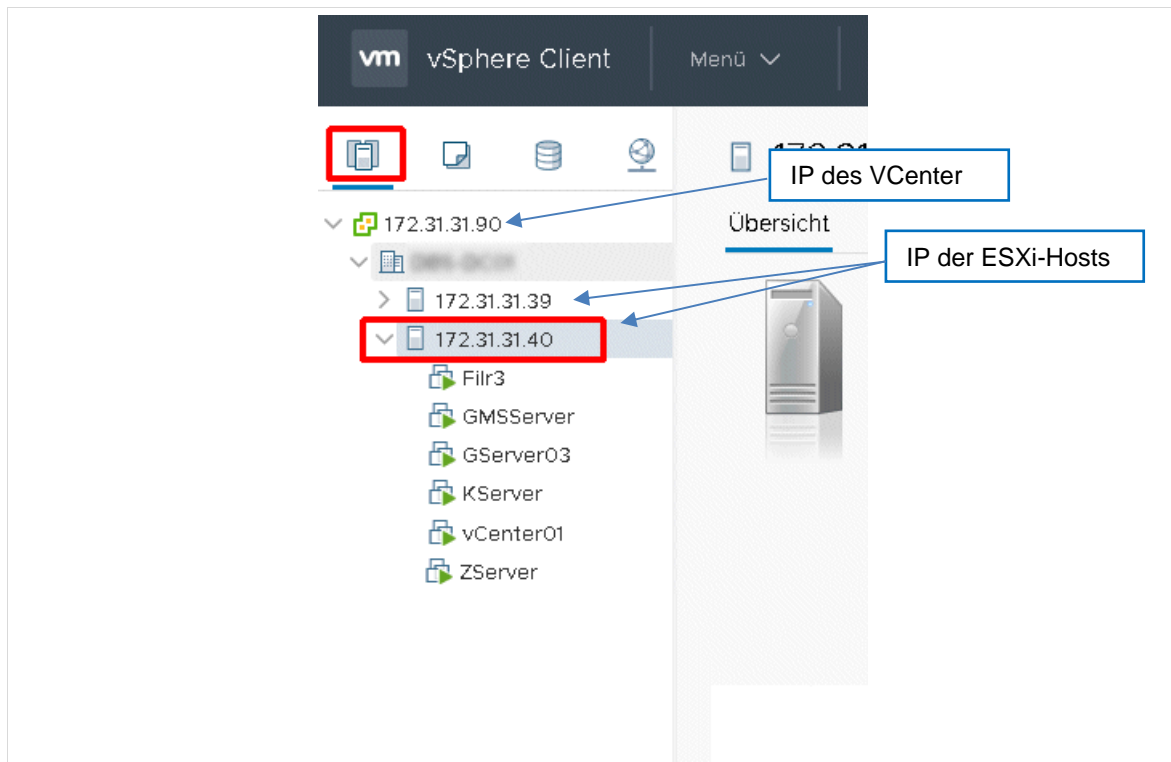 vm vSphere Client Menü
IP des VCenter
172.31.31.90
Übersicht
IP der ESXi-Hosts
172.31.31.39
172.31.31.40
Filr3
GMSServer
GServer03
KServer
vCenter01
ZServer